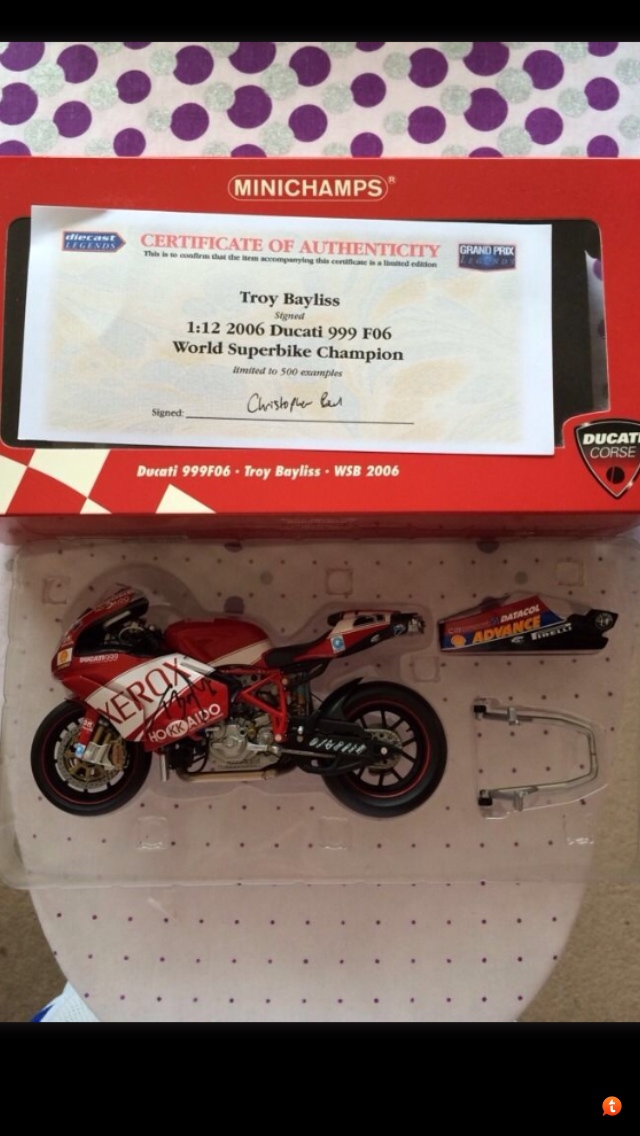 MINICHAMPS®
diecast
LEGENDS
CERTIFICATE OF AUTHENTICITY
GRAND PRIX
LEGENDS
This is to confirm that the item accompanying this certificate is a limited edition
Troy Bayliss
Signed
1:12 2006 Ducati 999 F06
World Superbike Champion
limited to 500 examples
Signed:
Christopher
DUCATI
CORSE
Ducati 999F06 · Troy Bayliss · WSB 2006
DATACOL
ADVANCE
PIRELLI
DUCATI999
XEROX
HOKKAIDO
t